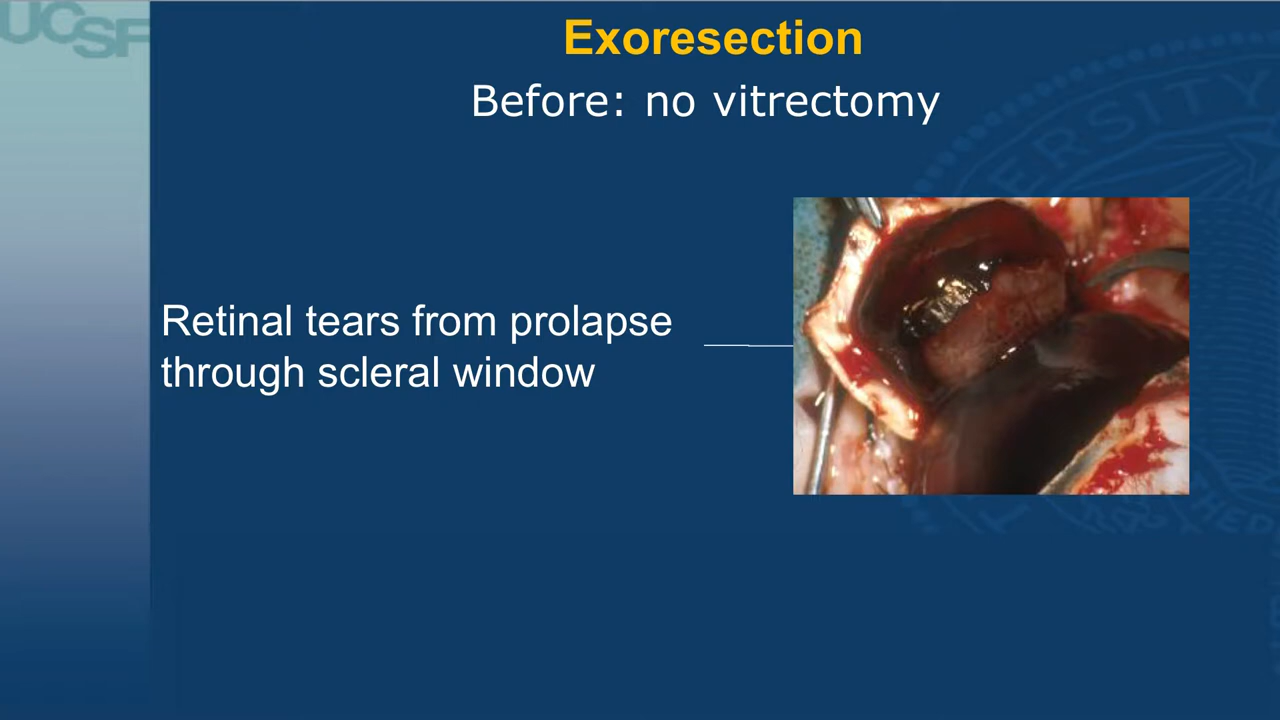 UCSF
Exoresection
Before: no vitrectomy
Retinal tears from prolapse
through scleral window